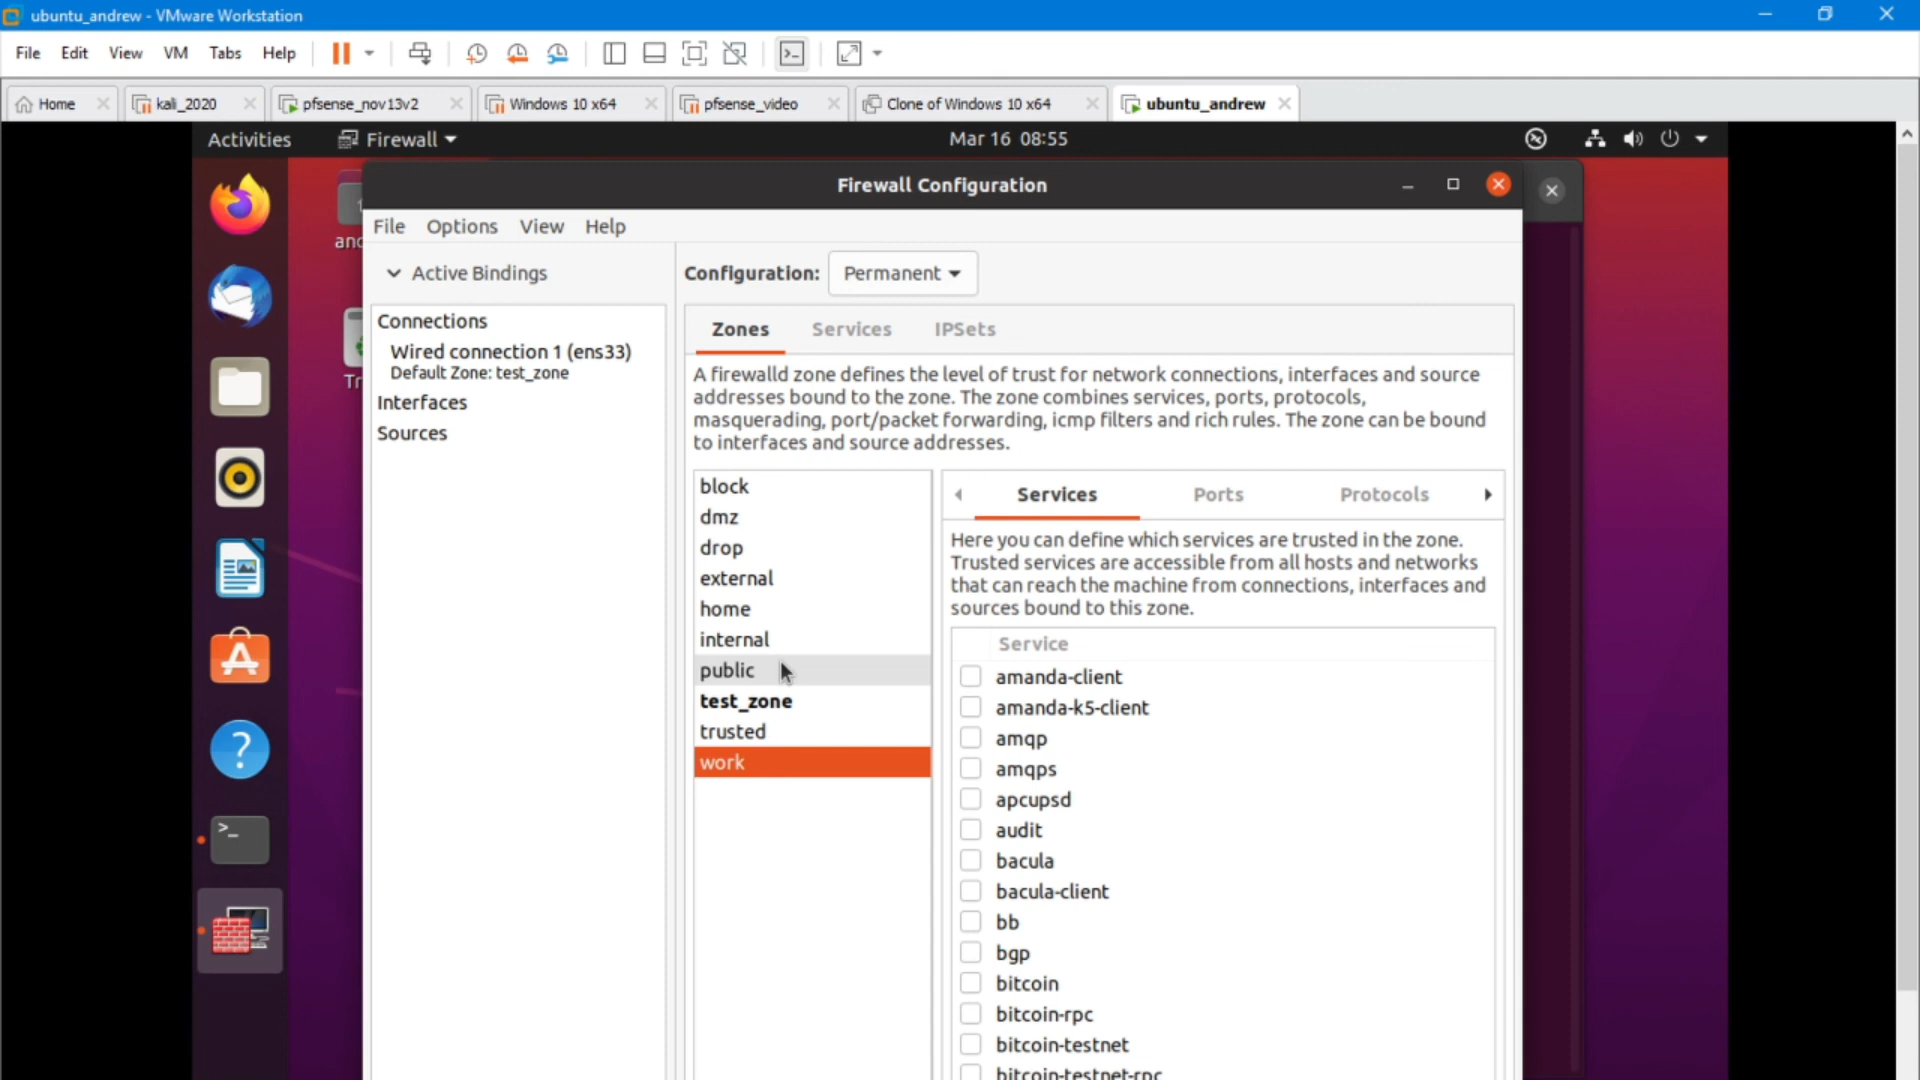 ubuntu_andrew - VMware Workstation
File Edit View VM Tabs Help
Home kali_2020 pfsense_nov13v2 Windows 10 x64 pfsense_video Clone of Windows 10 x64 ubuntu_andrew
Activities Firewall Mar 16 08:55
Firewall Configuration
File Options View Help
Active Bindings
Connections
Wired connection 1 (ens33)
Default Zone: test_zone
Interfaces
Sources
Configuration: Permanent
Zones Services IPSets
A firewalld zone defines the level of trust for network connections, interfaces and source
addresses bound to the zone. The zone combines services, ports, protocols,
masquerading, port/packet forwarding, icmp filters and rich rules. The zone can be bound
to interfaces and source addresses.
block
dmz
drop
external
home
internal
public
test_zone
trusted
work
Services Ports Protocols
Here you can define which services are trusted in the zone.
Trusted services are accessible from all hosts and networks
that can reach the machine from connections, interfaces and
sources bound to this zone.
Service
amanda-client
amanda-k5-client
amqp
amqps
apcupsd
audit
bacula
bacula-client
bb
bgp
bitcoin
bitcoin-rpc
bitcoin-testnet
bitcoin-testnet-rpc